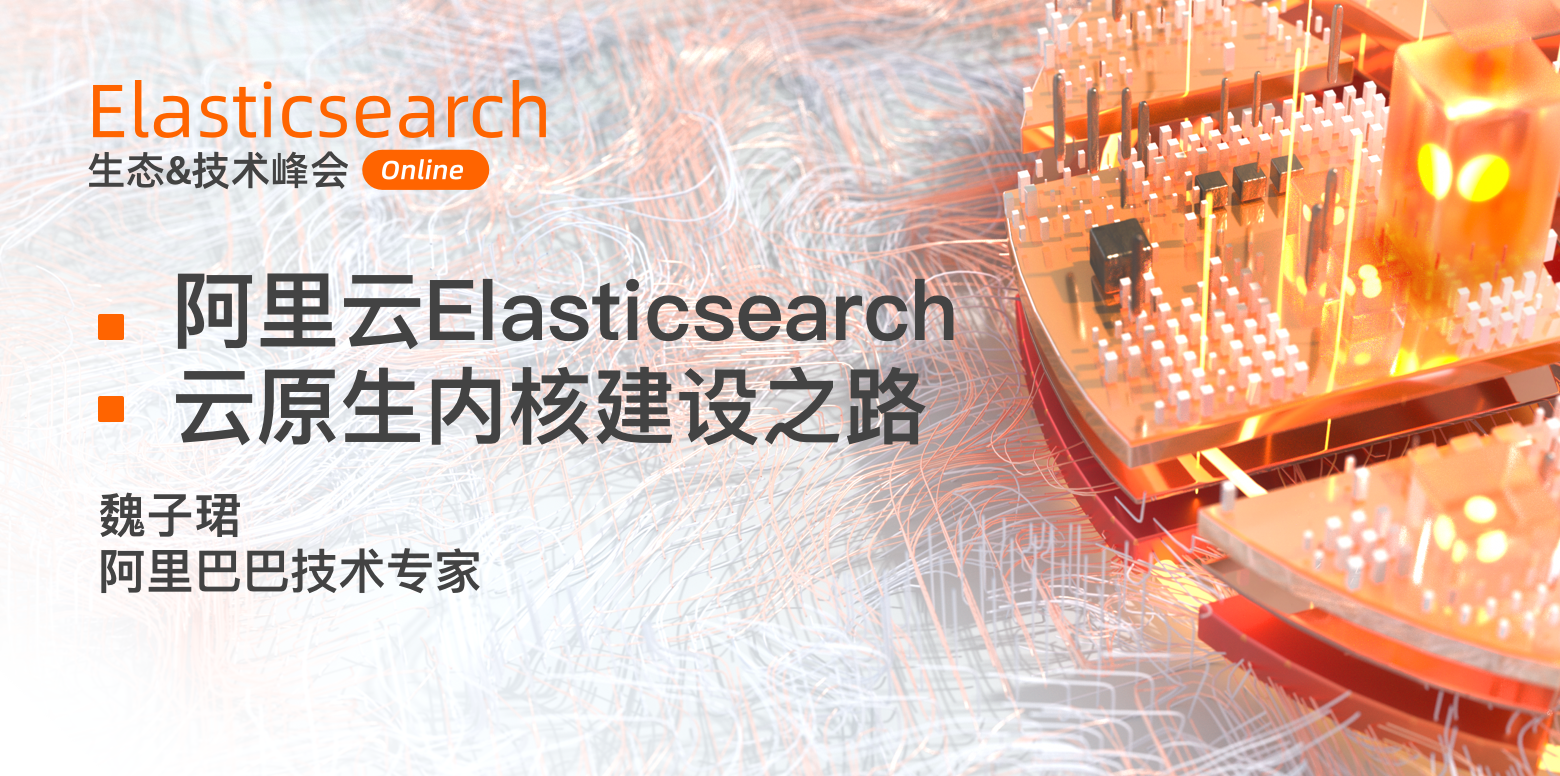 Elasticsearch
生态&技术峰会 Online
阿里云Elasticsearch
云原生内核建设之路
魏子珺
阿里巴巴技术专家